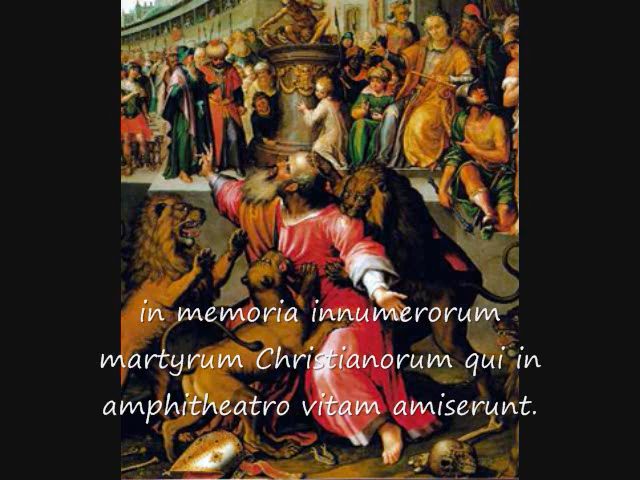 in memoria innumerorum
martyrum Christianorum qui in
amphitheatro vitam amiserunt.